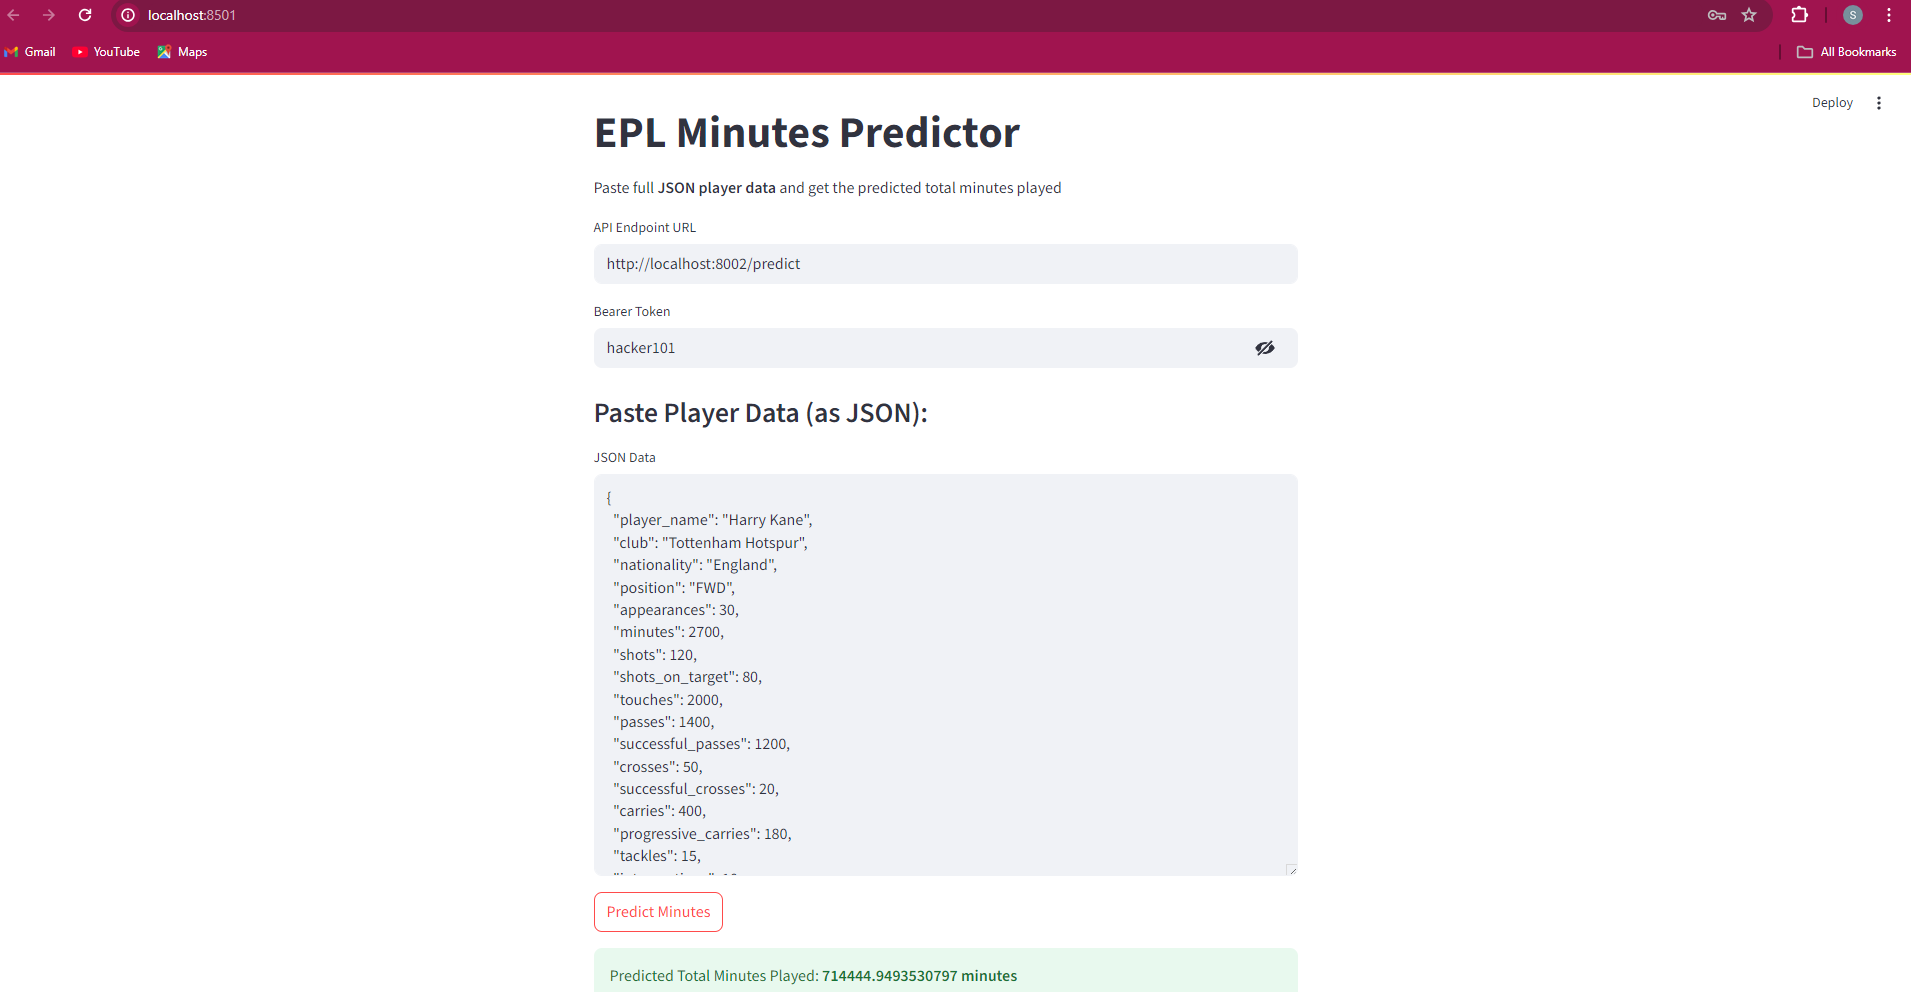 localhost:8501
S
Gmail
YouTube
Maps
All Bookmarks
Deploy
EPL Minutes Predictor
Paste full JSON player data and get the predicted total minutes played
API Endpoint URL
http://localhost:8002/predict
Bearer Token
hacker101
Paste Player Data (as JSON):
JSON Data
{
"player_name": "Harry Kane",
"club": "Tottenham Hotspur",
"nationality": "England",
"position": "FWD",
"appearances": 30,
"minutes": 2700,
"shots": 120,
"shots_on_target": 80,
"touches": 2000,
"passes": 1400,
"successful_passes": 1200,
"crosses": 50,
"successful_crosses": 20,
"carries": 400,
"progressive_carries": 180,
"tackles": 15,
Predict Minutes
Predicted Total Minutes Played: 714444.9493530797 minutes